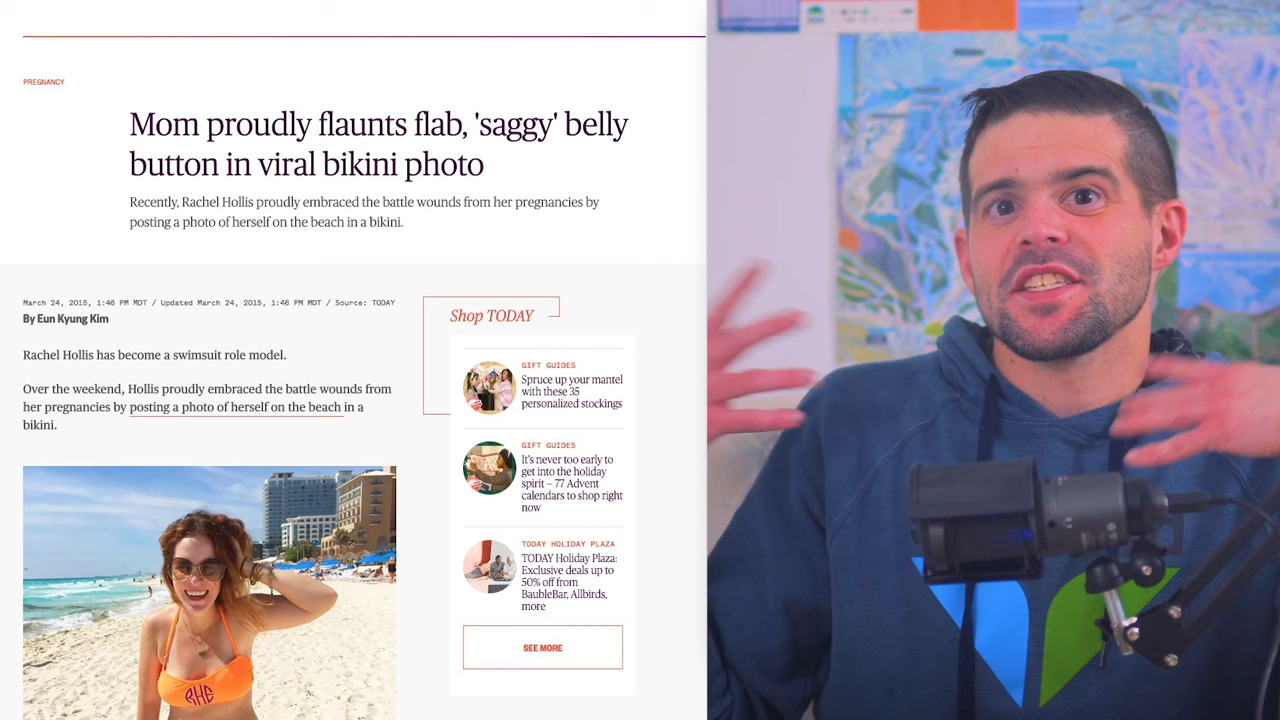 PREGNANCY
Mom proudly flaunts flab, 'saggy' belly
button in viral bikini photo
Recently, Rachel Hollis proudly embraced the battle wounds from her pregnancies by
posting a photo of herself on the beach in a bikini.
March 24, 2015, 1:46 PM MDT / Updated March 24, 2015, 1:46 PM MDT / Source: TODAY
By Eun Kyung Kim
Rachel Hollis has become a swimsuit role model.
Over the weekend, Hollis proudly embraced the battle wounds from
her pregnancies by posting a photo of herself on the beach in a
bikini.
RHE
Shop TODAY
GIFT GUIDES
Spruce up your mantel
with these 35
personalized stockings
GIFT GUIDES
It's never too early to
get into the holiday
spirit — 77 Advent
calendars to shop right
now
TODAY HOLIDAY PLAZA
TODAY Holiday Plaza:
Exclusive deals up to
50% off from
BaubleBar, Allbirds,
more
SEE MORE